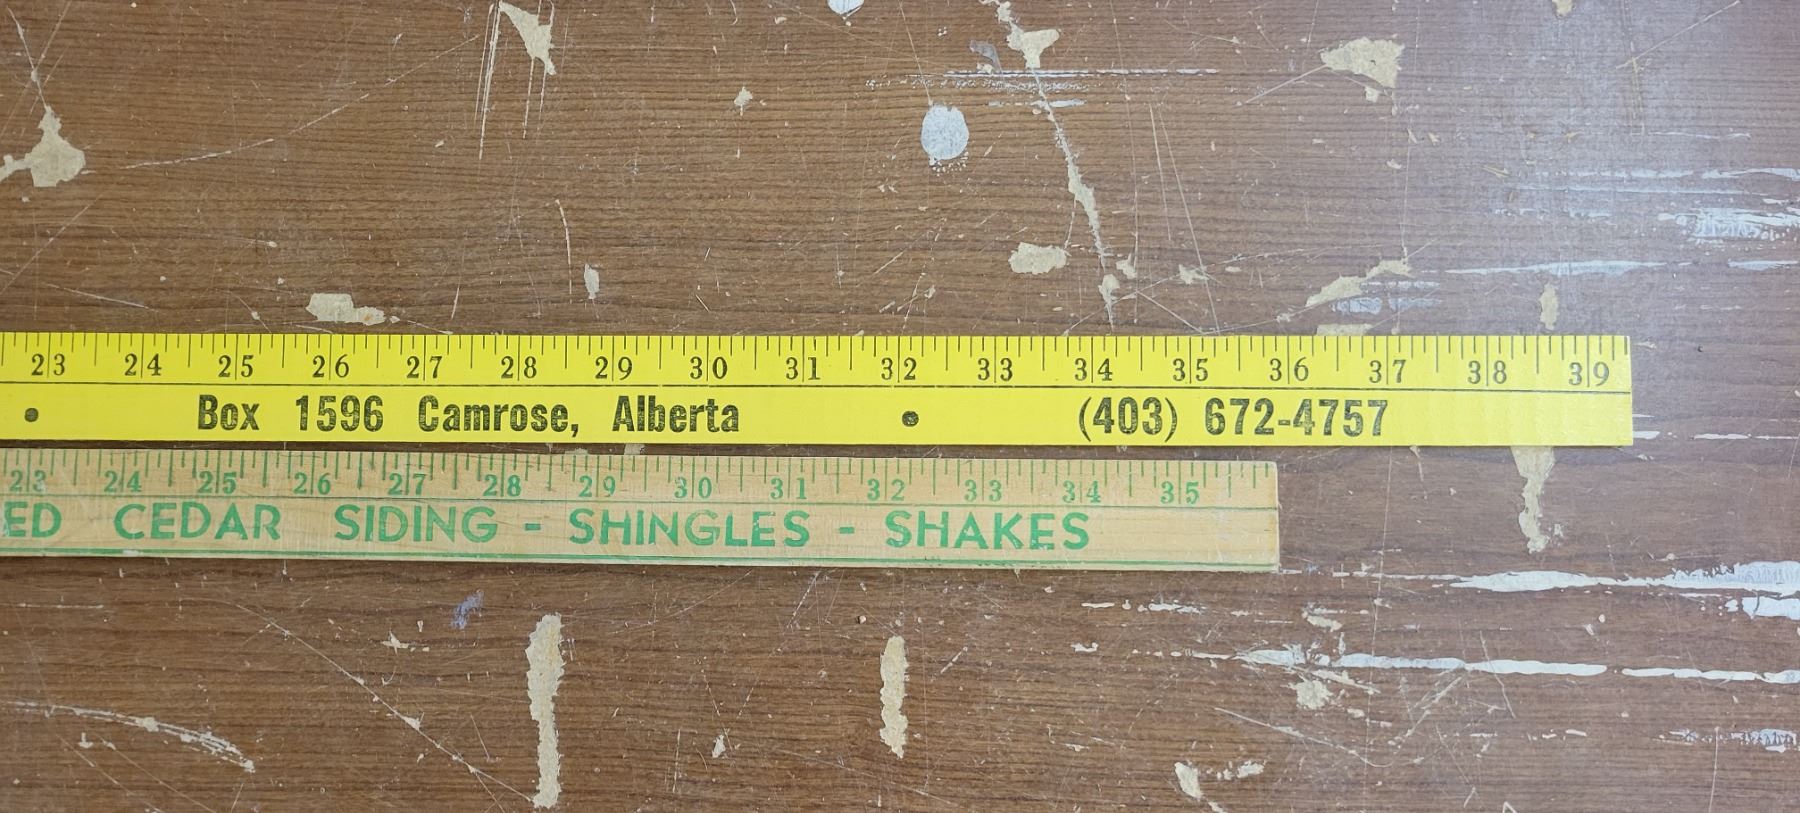 23 24 25 26 27 28 29 30 31 32 33 34 35 36 37 38 39
• Box 1596 Camrose, Alberta • (403) 672-4757
23 24 25 26 27 28 29 30 31 32 33 34 35
ED CEDAR SIDING - SHINGLES - SHAKES